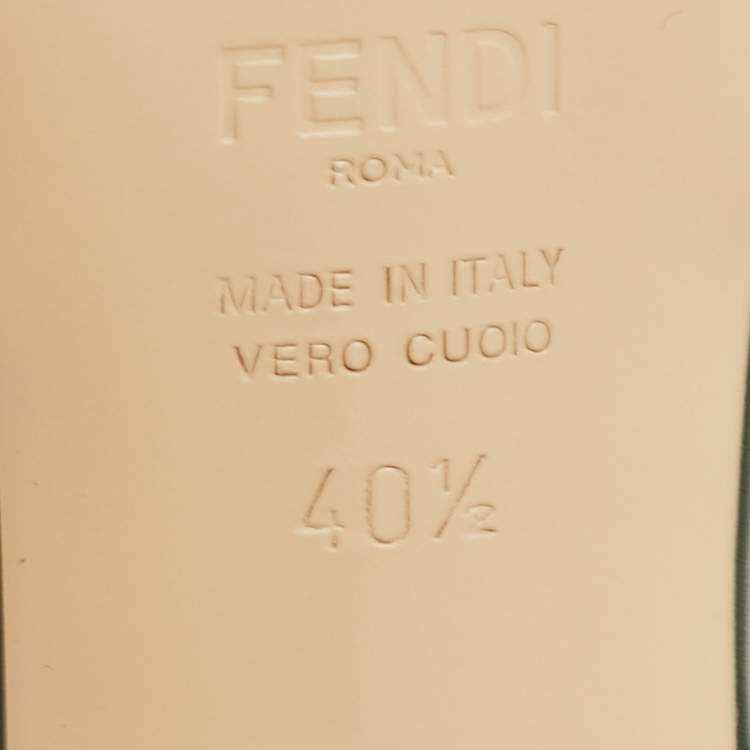 FENDI
ROMA
MADE IN ITALY
VERO CUOIO
40½